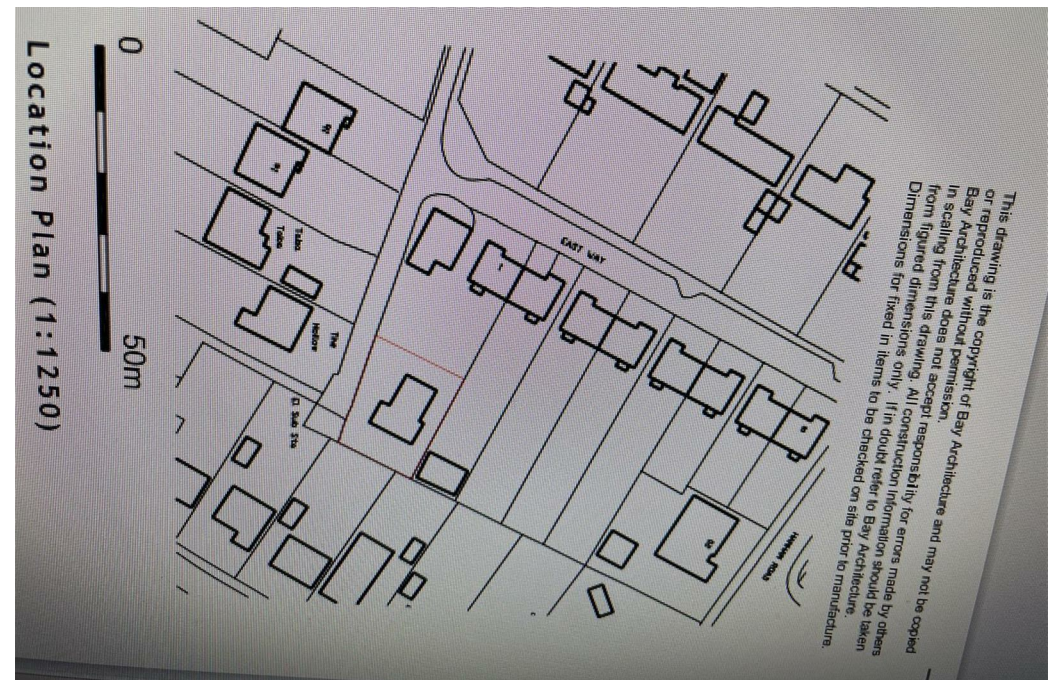 This drawing is the copyright of Bay Architecture and may not be copied
or reproduced without permission.
Bay Architecture does not accept responsibility for errors made by others
in scaling from this drawing. All construction information should be taken
from figured dimensions only. If in doubt refer to Bay Architecture.
Dimensions for fixed in items to be checked on site prior to manufacture.
EAST WAY
Tabor
The
Hollow
El Sub Sta
ROAD
0
50m
Location Plan (1:1250)